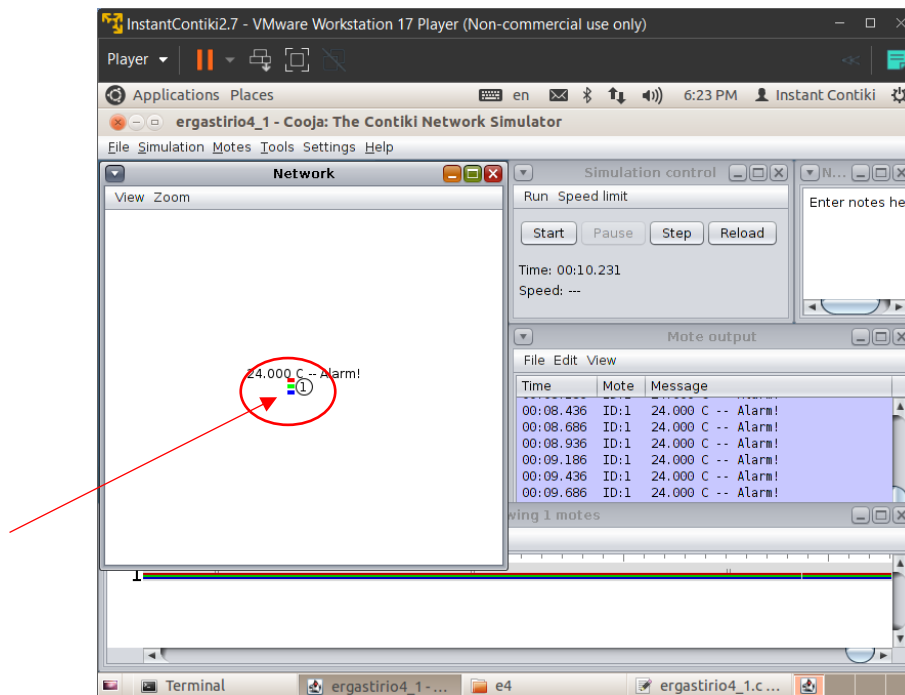 InstantContiki2.7 - VMware Workstation 17 Player (Non-commercial use only)
Player
Applications Places en 6:23 PM Instant Contiki
ergastirio4_1 - Cooja: The Contiki Network Simulator
File Simulation Motes Tools Settings Help
Network
View Zoom
24.000 C -- Alarm!
1
Simulation control
Run Speed limit
Start Pause Step Reload
Time: 00:10.231
Speed: ---
N...
Enter notes he
Mote output
File Edit View
Time Mote Message
00:08.436 ID:1 24.000 C -- Alarm!
00:08.686 ID:1 24.000 C -- Alarm!
00:08.936 ID:1 24.000 C -- Alarm!
00:09.186 ID:1 24.000 C -- Alarm!
00:09.436 ID:1 24.000 C -- Alarm!
00:09.686 ID:1 24.000 C -- Alarm!
wing 1 motes
1
Terminal ergastirio4_1 - ... e4 ergastirio4_1.c ...